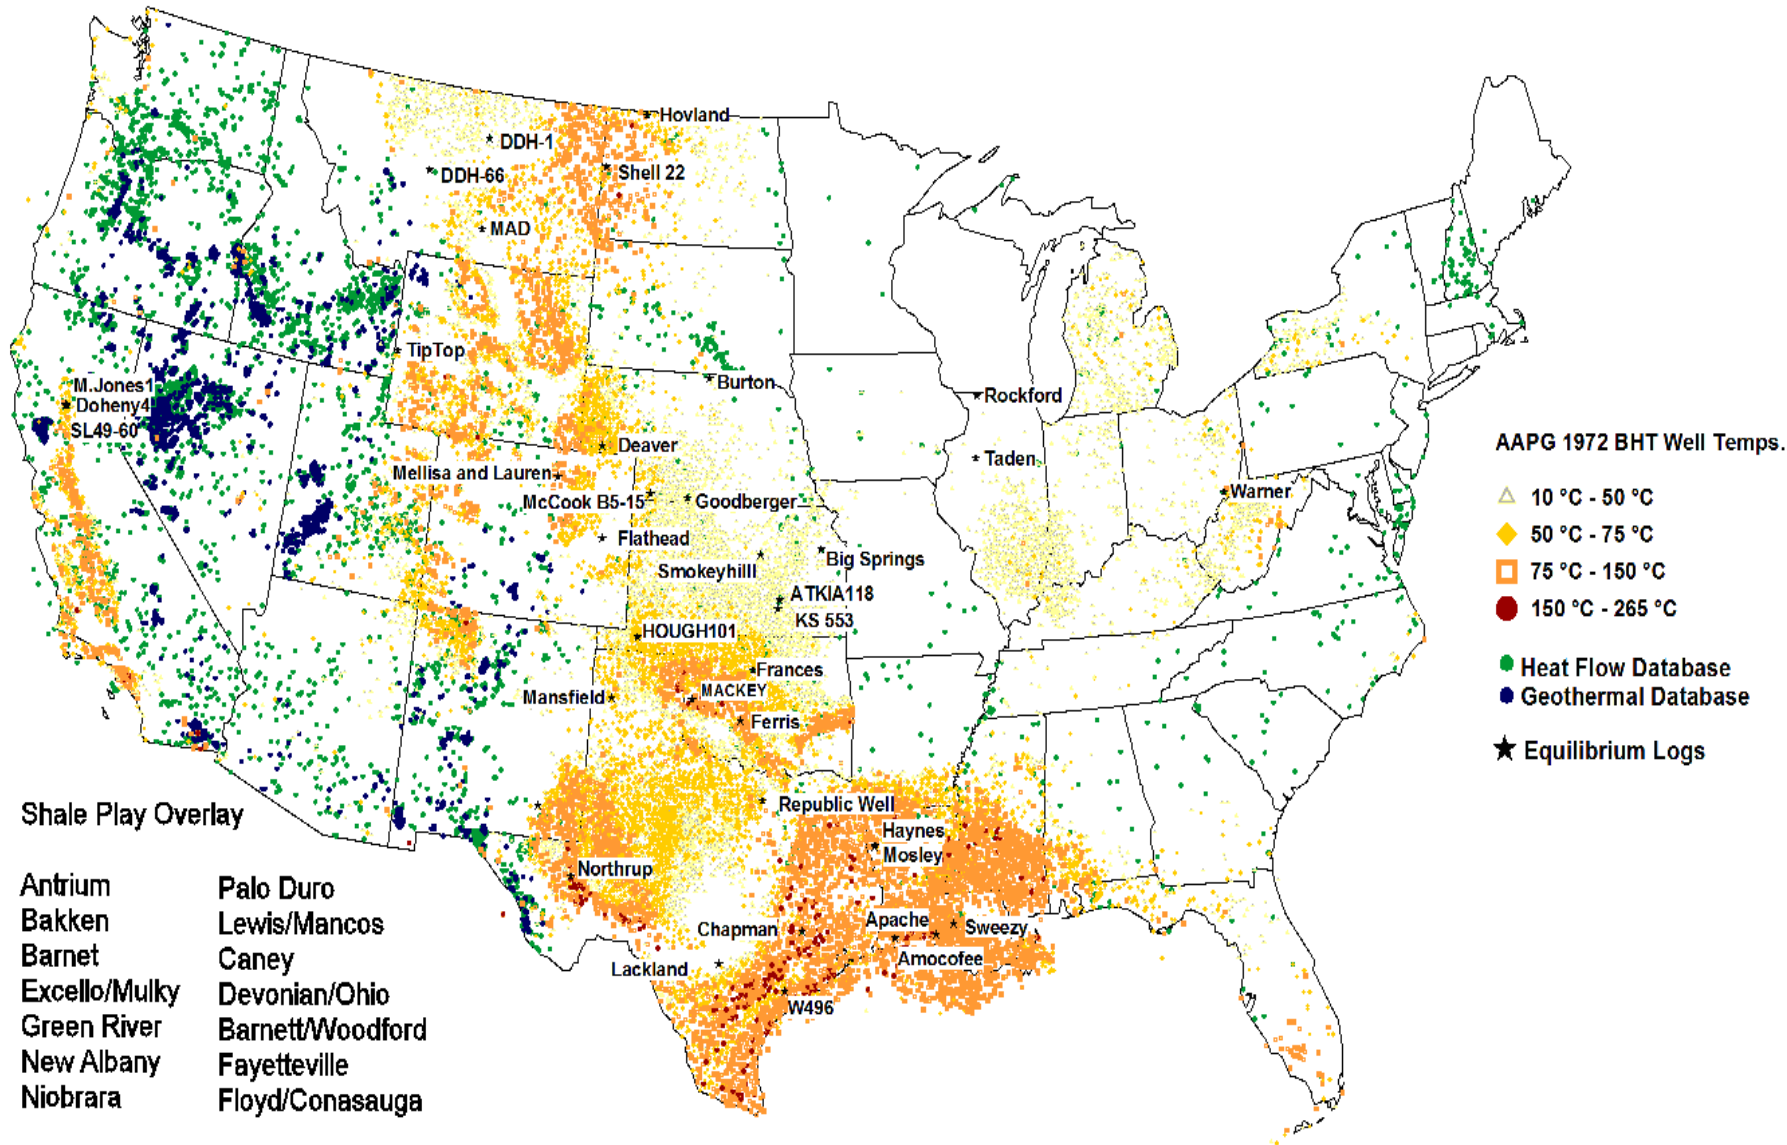 Hovland
DDH-1
DDH-66
Shell 22
MAD
TipTop
M.Jones1
Doheny4
SL49-60
Burton
Rockford
Deaver
Taden
Mellisa and Lauren
McCook B5-15
Goodberger
Warner
Flathead
Smokeyhilll
Big Springs
ATKIA118
KS 553
HOUGH101
Frances
Mansfield
MACKEY
Ferris
Republic Well
Haynes
Mosley
Northrup
Chapman
Apache
Sweezy
Amocofee
Lackland
W496
AAPG 1972 BHT Well Temps.
10 °C - 50 °C
50 °C - 75 °C
75 °C - 150 °C
150 °C - 265 °C
Heat Flow Database
Geothermal Database
Equilibrium Logs
Shale Play Overlay
Antrium
Bakken
Barnet
Excello/Mulky
Green River
New Albany
Niobrara
Palo Duro
Lewis/Mancos
Caney
Devonian/Ohio
Barnett/Woodford
Fayetteville
Floyd/Conasauga